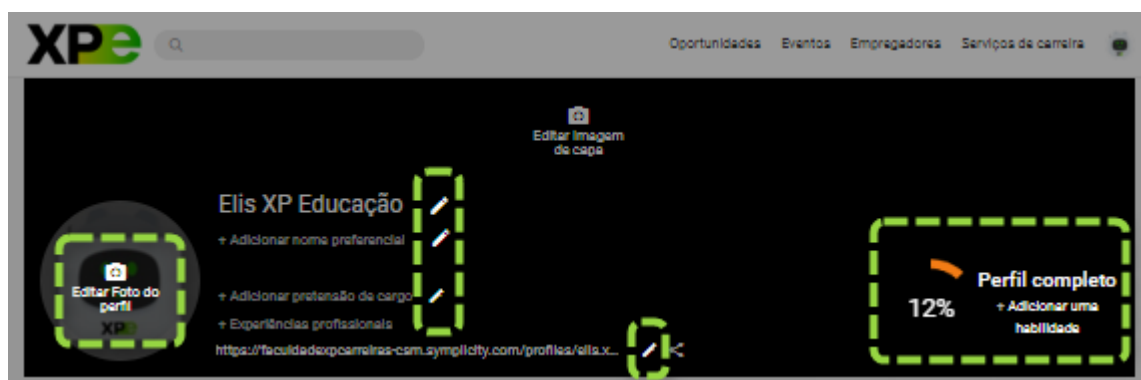 XPe
Oportunidades Eventos Empregadores Serviços de carreira
Editar Imagem
de capa
Elis XP Educação
+ Adicionar nome preferencial
Editar Foto do
perfil
XPe
+ Adicionar pretensão de cargo
+ Experiências profissionais
https://faculdadexpcarreiras-csm.symplicity.com/profiles/elis.x...
12%
Perfil completo
+ Adicionar uma
habilidade